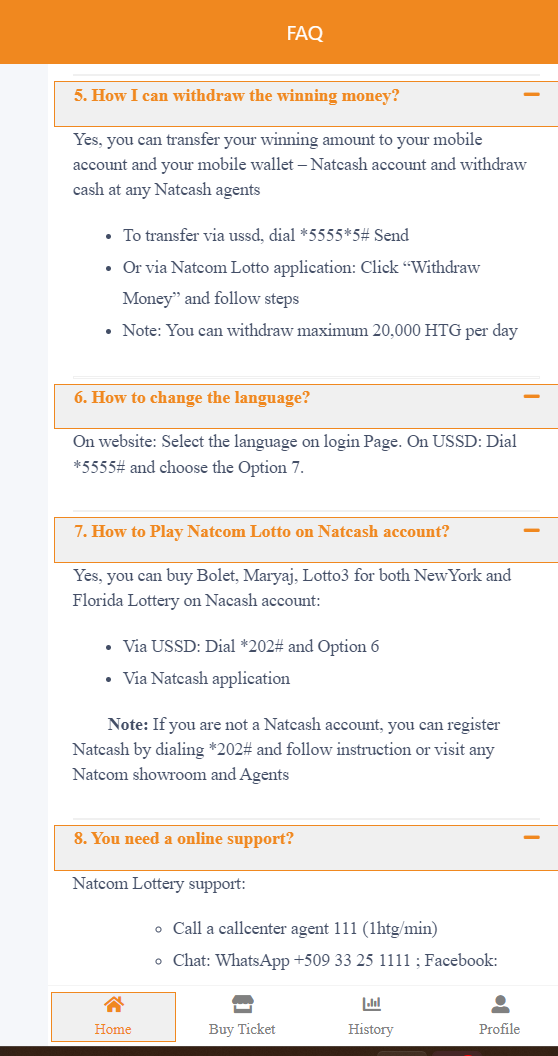 FAQ
5. How I can withdraw the winning money?
Yes, you can transfer your winning amount to your mobile
account and your mobile wallet – Natcash account and withdraw
cash at any Natcash agents
• To transfer via ussd, dial *5555*5# Send
• Or via Natcom Lotto application: Click “Withdraw
Money” and follow steps
• Note: You can withdraw maximum 20,000 HTG per day
6. How to change the language?
On website: Select the language on login Page. On USSD: Dial
*5555# and choose the Option 7.
7. How to Play Natcom Lotto on Natcash account?
Yes, you can buy Bolet, Maryaj, Lotto3 for both NewYork and
Florida Lottery on Nacash account:
• Via USSD: Dial *202# and Option 6
• Via Natcash application
Note: If you are not a Natcash account, you can register
Natcash by dialing *202# and follow instruction or visit any
Natcom showroom and Agents
8. You need a online support?
Natcom Lottery support:
◦ Call a callcenter agent 111 (1htg/min)
◦ Chat: WhatsApp +509 33 25 1111 ; Facebook:
Home Buy Ticket History Profile